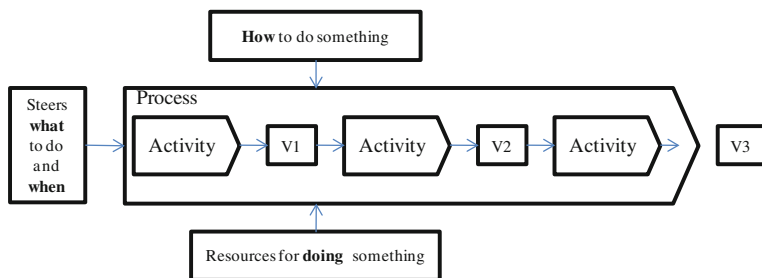 How to do something
Process
Steers
what
to do
and
when
Activity
V1
Activity
V2
Activity
V3
Resources for doing something